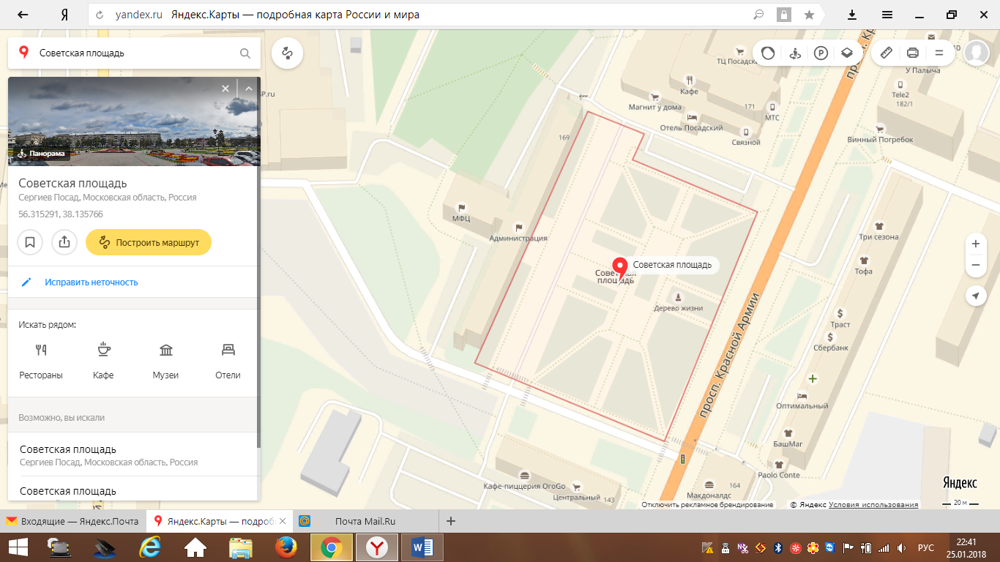 yandex.ru Яндекс.Карты — подробная карта России и мира
Советская площадь
Панорама
Советская площадь
Сергиев Посад, Московская область, Россия
56.315291, 38.135766
Построить маршрут
Исправить неточность
Искать рядом:
Рестораны Кафе Музеи Отели
Возможно, вы искали
Советская площадь
Сергиев Посад, Московская область, Россия
Советская площадь
ТЦ Посадский
Кафе
Магнит у дома
171
МТС
Отель Посадский
Связной
169
У Палыча
Tele2
182/1
Винный Погребок
МФЦ
Администрация
Советская площадь
Советская
площадь
Дерево жизни
просп. Красной Армии
Три сезона
Тофа
Траст
Сбербанк
Оптимальный
БашМаг
Paolo Conte
Кафе-пиццерия OroGo
Центральный
143
Макдоналдс
164
Отключить рекламное брендирование
© Яндекс Условия использования
Яндекс
20 м
Входящие — Яндекс.Почта
Яндекс.Карты — подроб
Почта Mail.Ru
РУС
22:41
25.01.2018